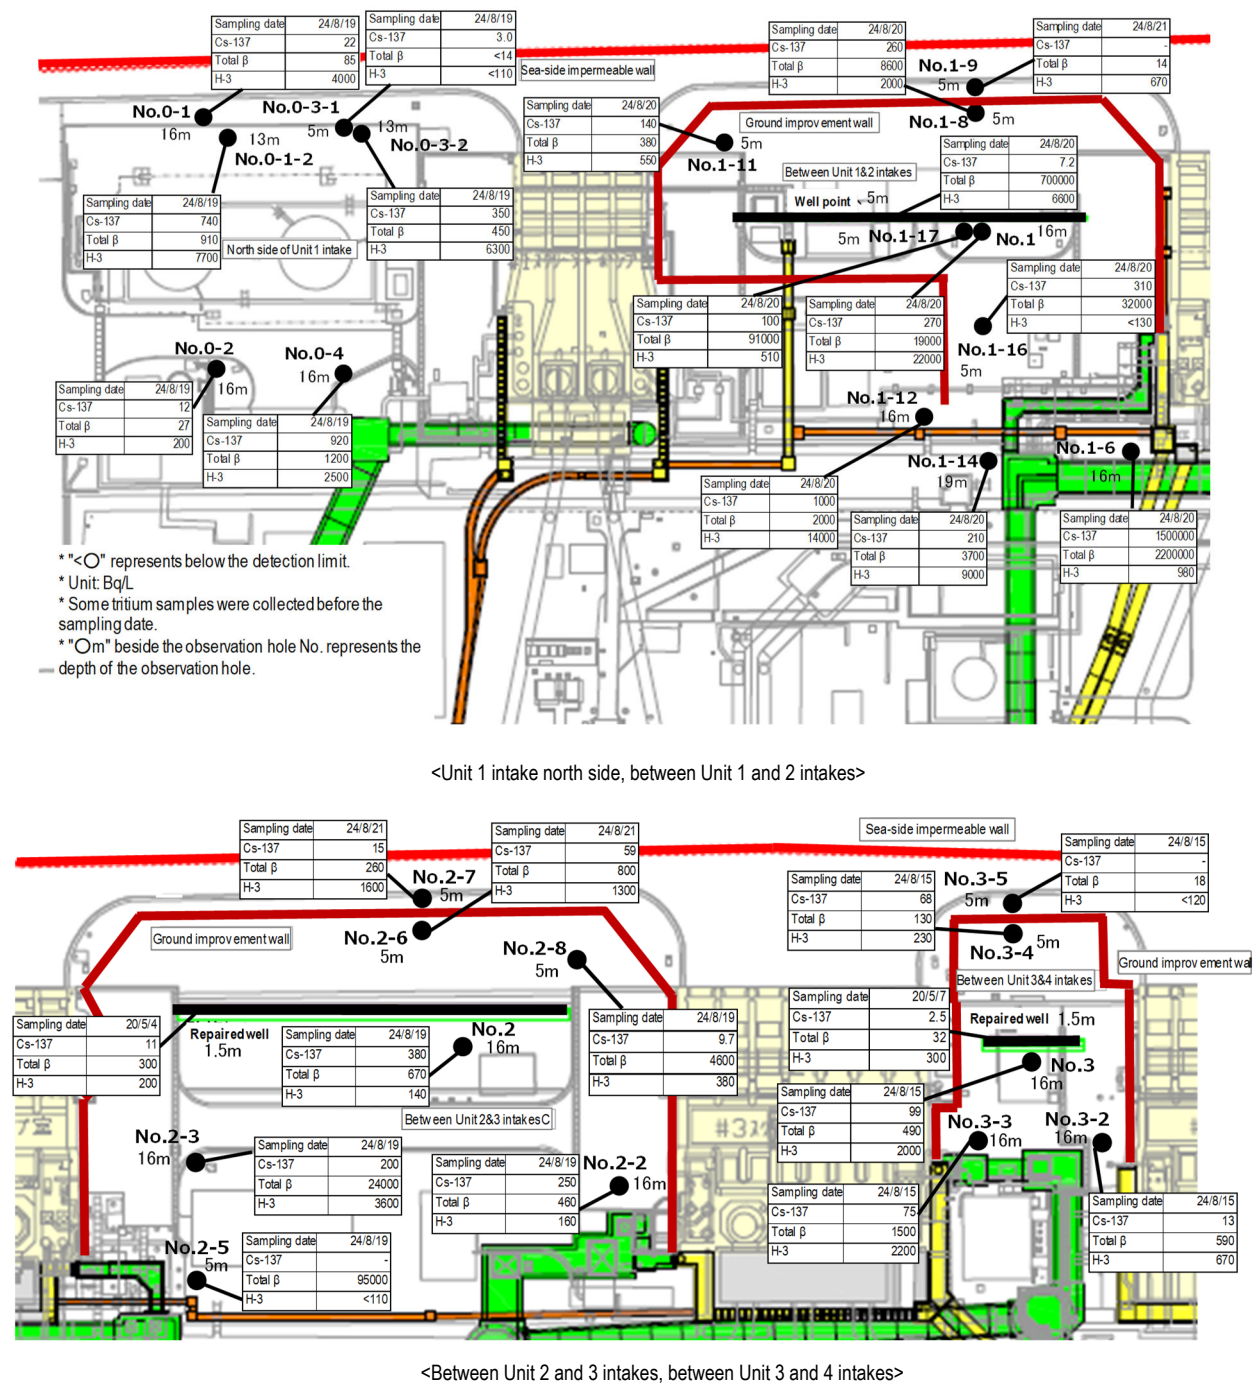 Sampling date 24/8/19
Cs-137 22
Total β 85
H-3 4000
Sampling date 24/8/19
Cs-137 3.0
Total β <14
H-3 <110
Sea-side impermeable wall
Sampling date 24/8/20
Cs-137 260
Total β 8600
H-3 2000
Sampling date 24/8/21
Cs-137 -
Total β 14
H-3 670
No.0-1
16m
No.0-3-1
5m
13m
No.0-1-2
13m
No.0-3-2
No.1-9
5m
No.1-8
5m
Sampling date 24/8/20
Cs-137 140
Total β 380
H-3 550
Ground improvement wall
5m
No.1-11
Sampling date 24/8/20
Cs-137 7.2
Total β 700000
H-3 6600
Between Unit 1&2 intakes
Well point 5m
Sampling date 24/8/19
Cs-137 740
Total β 910
H-3 7700
North side of Unit 1 intake
Sampling date 24/8/19
Cs-137 350
Total β 450
H-3 6300
5m No.1-17
No.1 16m
Sampling date 24/8/20
Cs-137 310
Total β 32000
H-3 <130
Sampling date 24/8/20
Cs-137 100
Total β 91000
H-3 510
Sampling date 24/8/20
Cs-137 270
Total β 19000
H-3 22000
No.1-16
5m
No.0-2
16m
No.0-4
16m
Sampling date 24/8/19
Cs-137 12
Total β 27
H-3 200
Sampling date 24/8/19
Cs-137 920
Total β 1200
H-3 2500
No.1-12
16m
No.1-14
19m
No.1-6
16m
Sampling date 24/8/20
Cs-137 1000
Total β 2000
H-3 14000
Sampling date 24/8/20
Cs-137 210
Total β 3700
H-3 9000
Sampling date 24/8/20
Cs-137 1500000
Total β 2200000
H-3 980
* "<○" represents below the detection limit.
* Unit: Bq/L
* Some tritium samples were collected before the
sampling date.
* "○m" beside the observation hole No. represents the
depth of the observation hole.
<Unit 1 intake north side, between Unit 1 and 2 intakes>
Sampling date 24/8/21
Cs-137 15
Total β 260
H-3 1600
Sampling date 24/8/21
Cs-137 59
Total β 800
H-3 1300
Sea-side impermeable wall
Sampling date 24/8/15
Cs-137 -
Total β 18
H-3 <120
Sampling date 24/8/15
Cs-137 68
Total β 130
H-3 230
No.2-7
5m
No.2-6
5m
No.2-8
5m
No.3-5
5m
No.3-4
5m
Ground improvement wall
Ground improvement wal
Between Unit 3&4 intakes
Sampling date 20/5/4
Cs-137 11
Total β 300
H-3 200
Repaired well
1.5m
Sampling date 24/8/19
Cs-137 380
Total β 670
H-3 140
No.2
16m
Sampling date 24/8/19
Cs-137 9.7
Total β 4600
H-3 380
Sampling date 20/5/7
Cs-137 2.5
Total β 32
H-3 300
Repaired well 1.5m
No.3
16m
Between Unit 2&3 intakesC
Sampling date 24/8/15
Cs-137 99
Total β 490
H-3 2000
#3ス
No.2-3
16m
Sampling date 24/8/19
Cs-137 200
Total β 24000
H-3 3600
Sampling date 24/8/19
Cs-137 250
Total β 460
H-3 160
No.2-2
16m
No.3-3
16m
No.3-2
16m
Sampling date 24/8/15
Cs-137 75
Total β 1500
H-3 2200
Sampling date 24/8/15
Cs-137 13
Total β 590
H-3 670
No.2-5
5m
Sampling date 24/8/19
Cs-137 -
Total β 95000
H-3 <110
<Between Unit 2 and 3 intakes, between Unit 3 and 4 intakes>